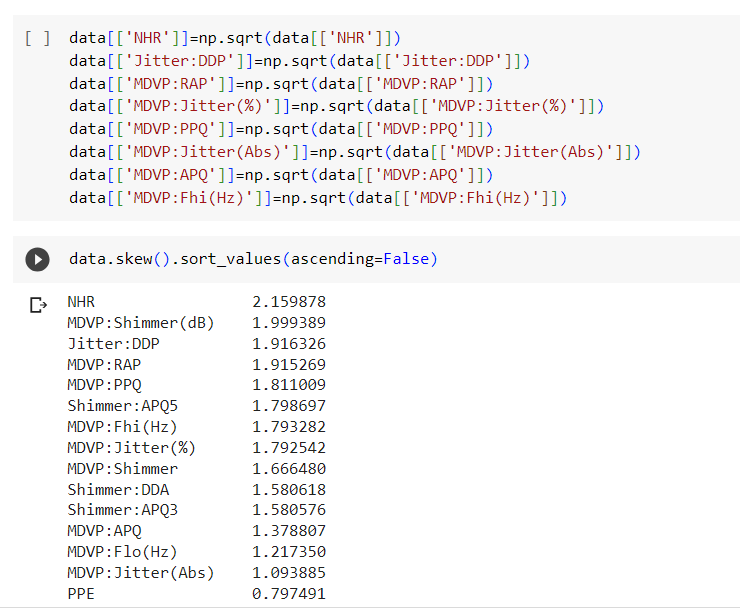 [ ] data[['NHR']]=np.sqrt(data[['NHR']])
data[['Jitter:DDP']]=np.sqrt(data[['Jitter:DDP']])
data[['MDVP:RAP']]=np.sqrt(data[['MDVP:RAP']])
data[['MDVP:Jitter(%)']]=np.sqrt(data[['MDVP:Jitter(%)']])
data[['MDVP:PPQ']]=np.sqrt(data[['MDVP:PPQ']])
data[['MDVP:Jitter(Abs)']]=np.sqrt(data[['MDVP:Jitter(Abs)']])
data[['MDVP:APQ']]=np.sqrt(data[['MDVP:APQ']])
data[['MDVP:Fhi(Hz)']]=np.sqrt(data[['MDVP:Fhi(Hz)']])
data.skew().sort_values(ascending=False)
NHR 2.159878
MDVP:Shimmer(dB) 1.999389
Jitter:DDP 1.916326
MDVP:RAP 1.915269
MDVP:PPQ 1.811009
Shimmer:APQ5 1.798697
MDVP:Fhi(Hz) 1.793282
MDVP:Jitter(%) 1.792542
MDVP:Shimmer 1.666480
Shimmer:DDA 1.580618
Shimmer:APQ3 1.580576
MDVP:APQ 1.378807
MDVP:Flo(Hz) 1.217350
MDVP:Jitter(Abs) 1.093885
PPE 0.797491